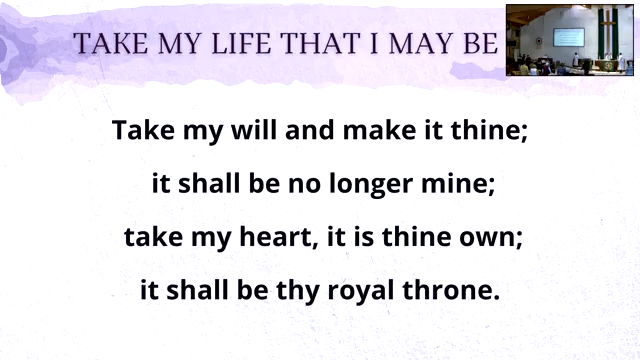 TAKE MY LIFE THAT I MAY BE
Take my will and make it thine;
it shall be no longer mine;
take my heart, it is thine own;
it shall be thy royal throne.